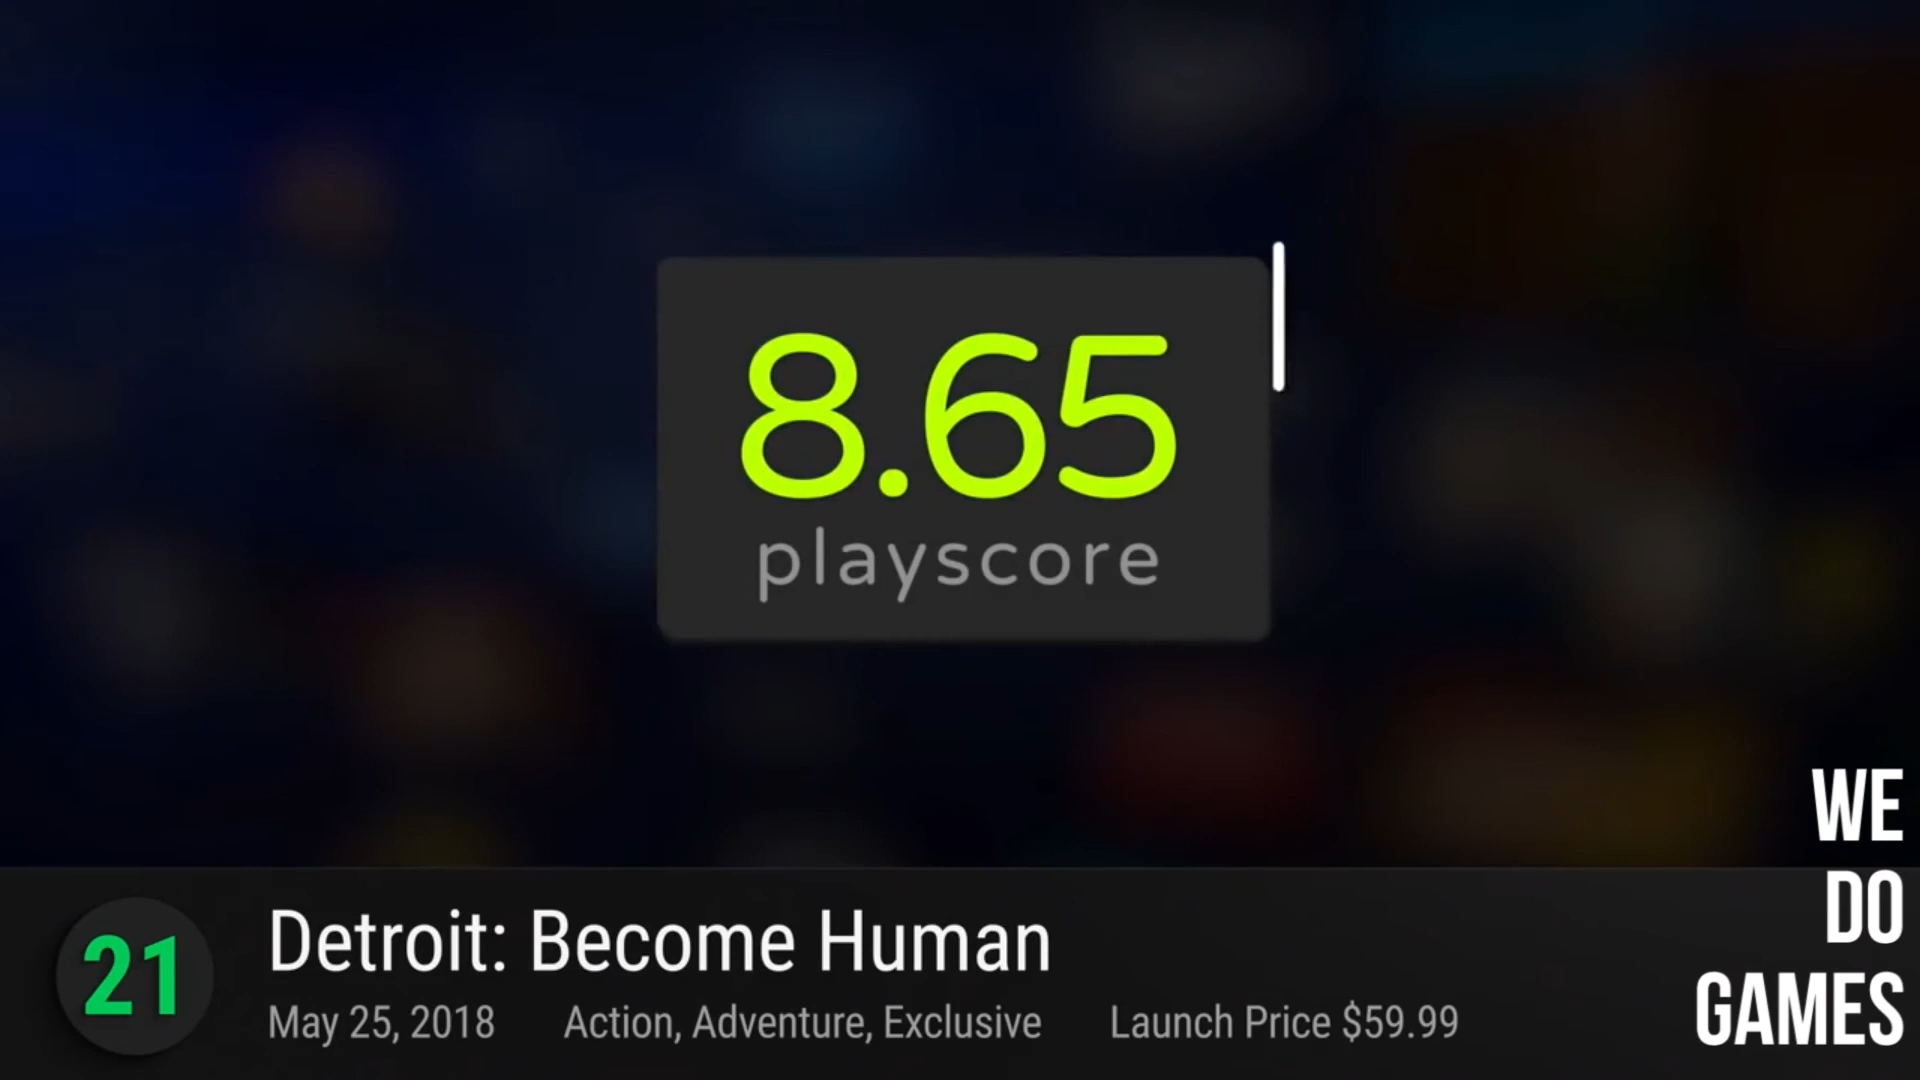 8.65
playscore
21
Detroit: Become Human
May 25, 2018 Action, Adventure, Exclusive Launch Price $59.99
WE
DO
GAMES